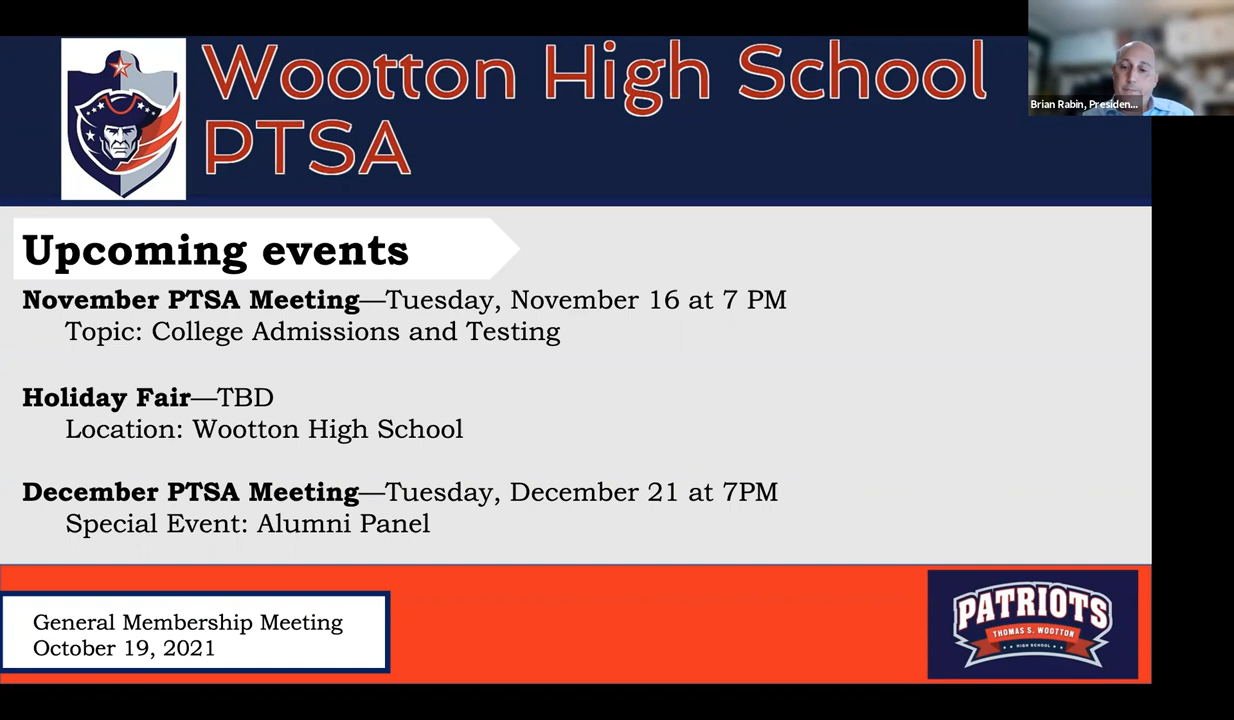 Wootton High School
PTSA
Brian Rabin, Presiden...
Upcoming events
November PTSA Meeting—Tuesday, November 16 at 7 PM
Topic: College Admissions and Testing
Holiday Fair—TBD
Location: Wootton High School
December PTSA Meeting—Tuesday, December 21 at 7PM
Special Event: Alumni Panel
General Membership Meeting
October 19, 2021
PATRIOTS
THOMAS S. WOOTTON
HIGH SCHOOL